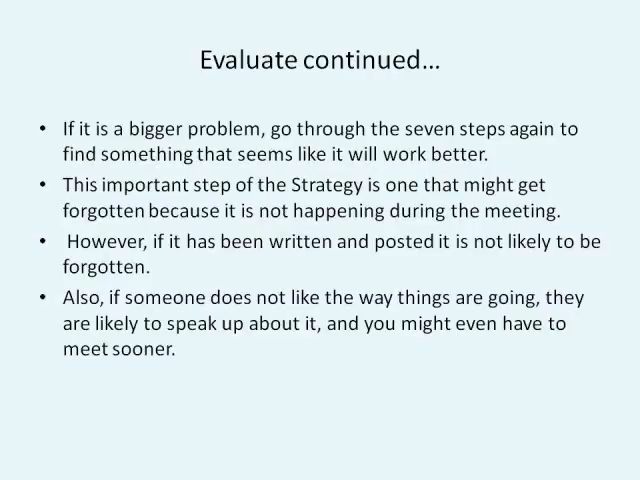 Evaluate continued…
• If it is a bigger problem, go through the seven steps again to
find something that seems like it will work better.
• This important step of the Strategy is one that might get
forgotten because it is not happening during the meeting.
• However, if it has been written and posted it is not likely to be
forgotten.
• Also, if someone does not like the way things are going, they
are likely to speak up about it, and you might even have to
meet sooner.